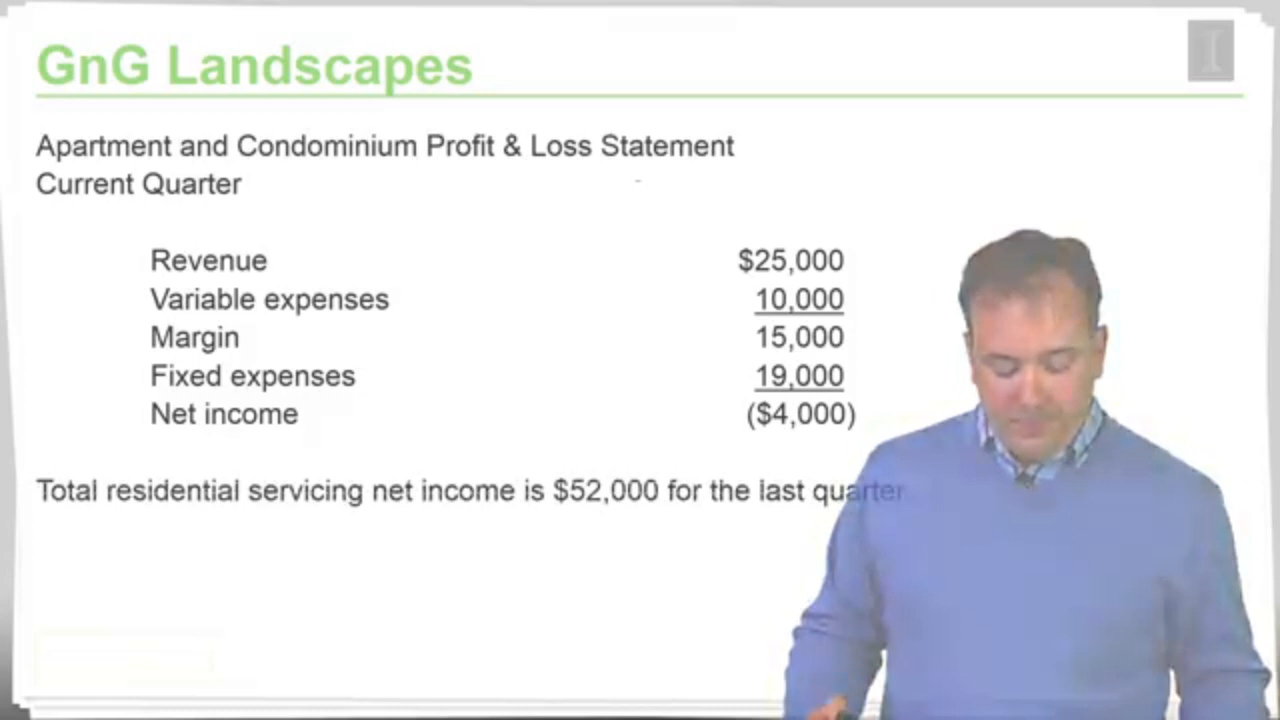 GnG Landscapes
Apartment and Condominium Profit & Loss Statement
Current Quarter
Revenue $25,000
Variable expenses 10,000
Margin 15,000
Fixed expenses 19,000
Net income ($4,000)
Total residential servicing net income is $52,000 for the last quarter